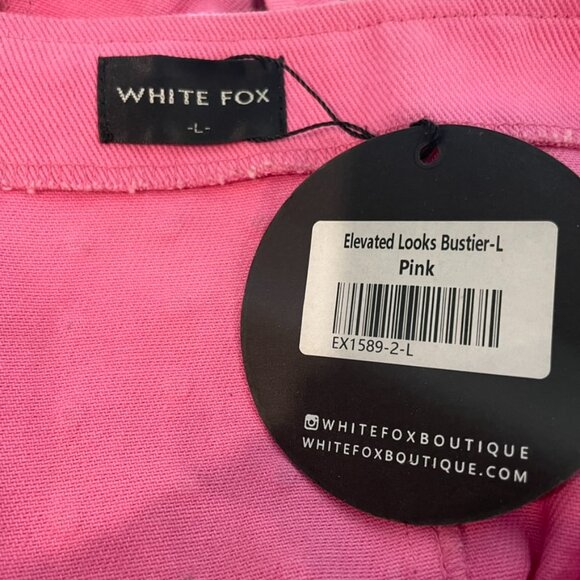 WHITE FOX
-L-
Elevated Looks Bustier-L
Pink
EX1589-2-L
WHITEFOXBOUTIQUE
WHITEFOXBOUTIQUE.COM